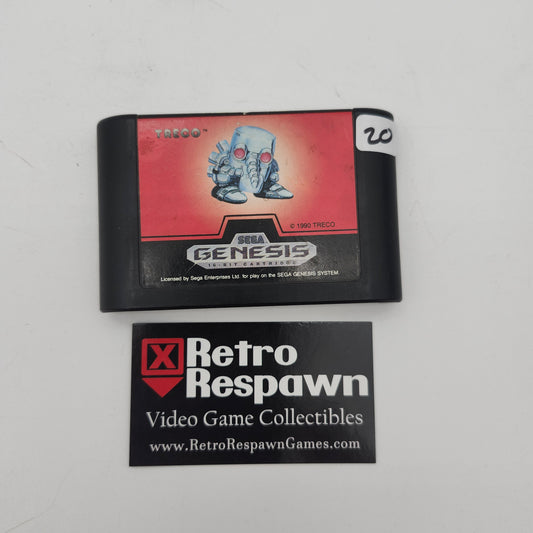 TRECO™
20
© 1990 TRECO
SEGA
GENESIS
16-BIT CARTRIDGE
Licensed by Sega Enterprises Ltd. for play on the SEGA GENESIS SYSTEM.
X Retro
Respawn
Video Game Collectibles
www.RetroRespawnGames.com